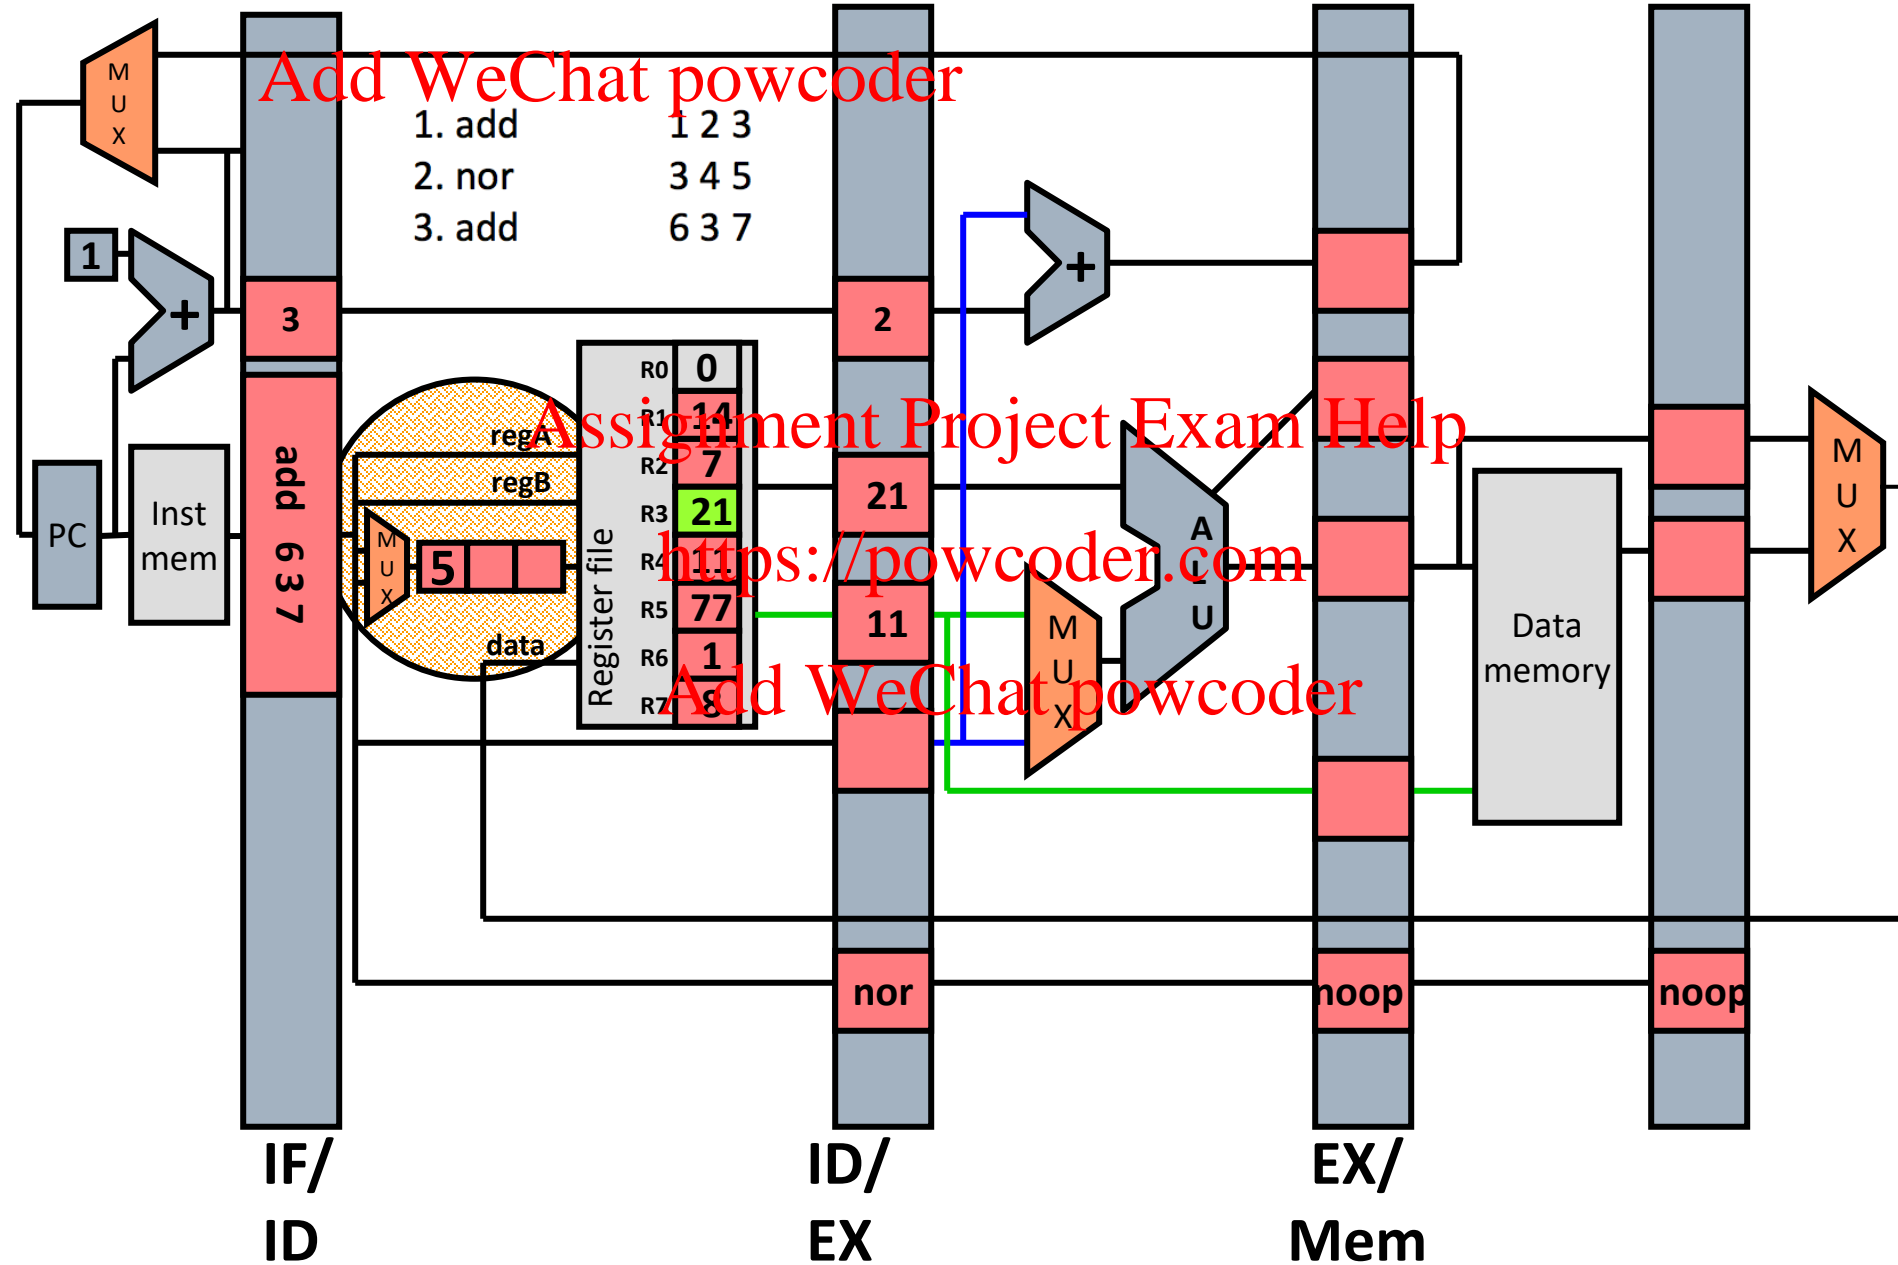 Add WeChat powcoder
1. add 1 2 3
2. nor 3 4 5
3. add 6 3 7
M
U
X
1
+
3
2
+
R0 0
R1 14
R2 7
R3 21
R4 11
R5 77
R6 1
R7 8
Register file
regA
regB
data
Assignment Project Exam Help
https://powcoder.com
Add WeChat powcoder
PC
Inst
mem
add 6 3 7
M
U
X
5
21
11
M
U
X
A
L
U
Data
memory
M
U
X
nor
noop
noop
IF/
ID
ID/
EX
EX/
Mem